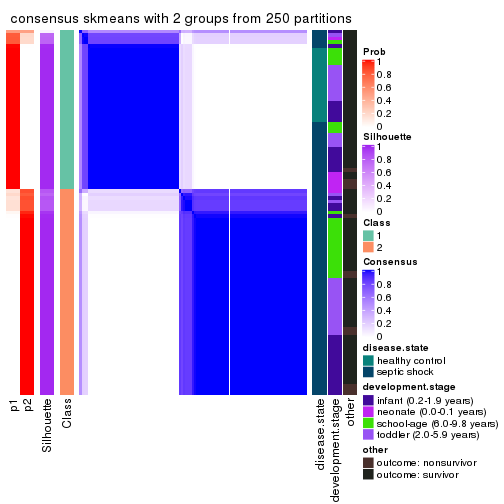 consensus skmeans with 2 groups from 250 partitions
Prob
1
0.8
0.6
0.4
0.2
0
Silhouette
1
0.8
0.6
0.4
0.2
0
Class
1
2
Consensus
1
0.8
0.6
0.4
0.2
0
disease.state
healthy control
septic shock
development.stage
infant (0.2-1.9 years)
neonate (0.0-0.1 years)
school-age (6.0-9.8 years)
toddler (2.0-5.9 years)
other
outcome: nonsurvivor
outcome: survivor
p1
p2
Silhouette
Class
disease.state
development.stage
other